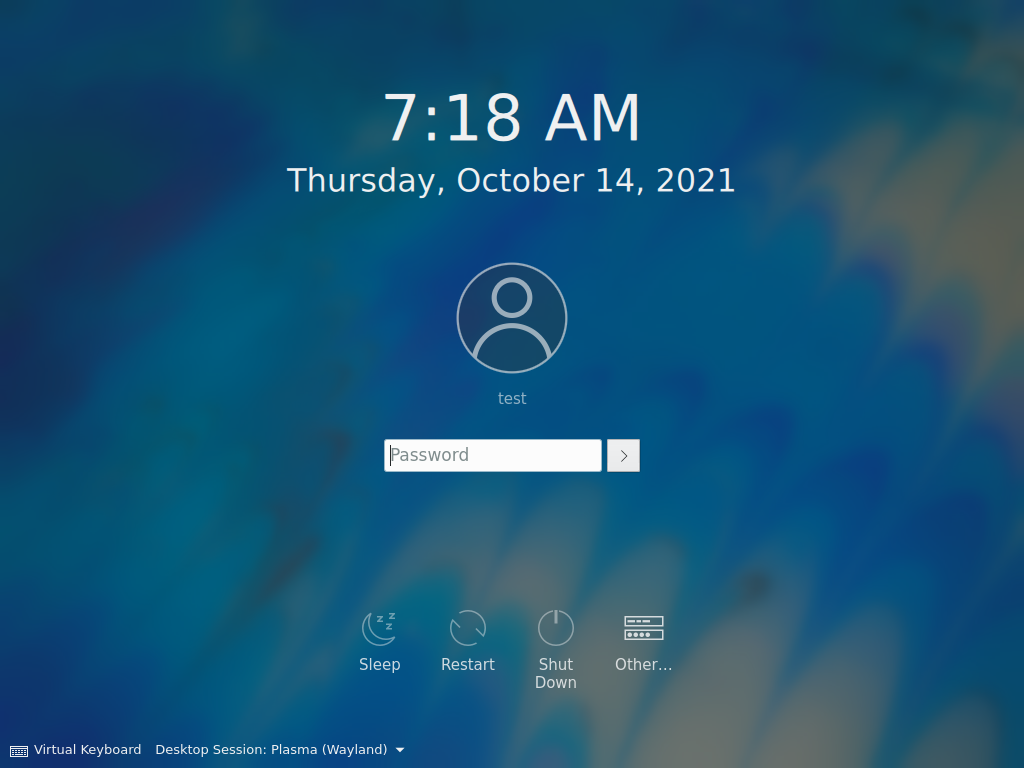 7:18 AM
Thursday, October 14, 2021
test
Password
Sleep
Restart
Shut
Down
Other...
Virtual Keyboard
Desktop Session: Plasma (Wayland)